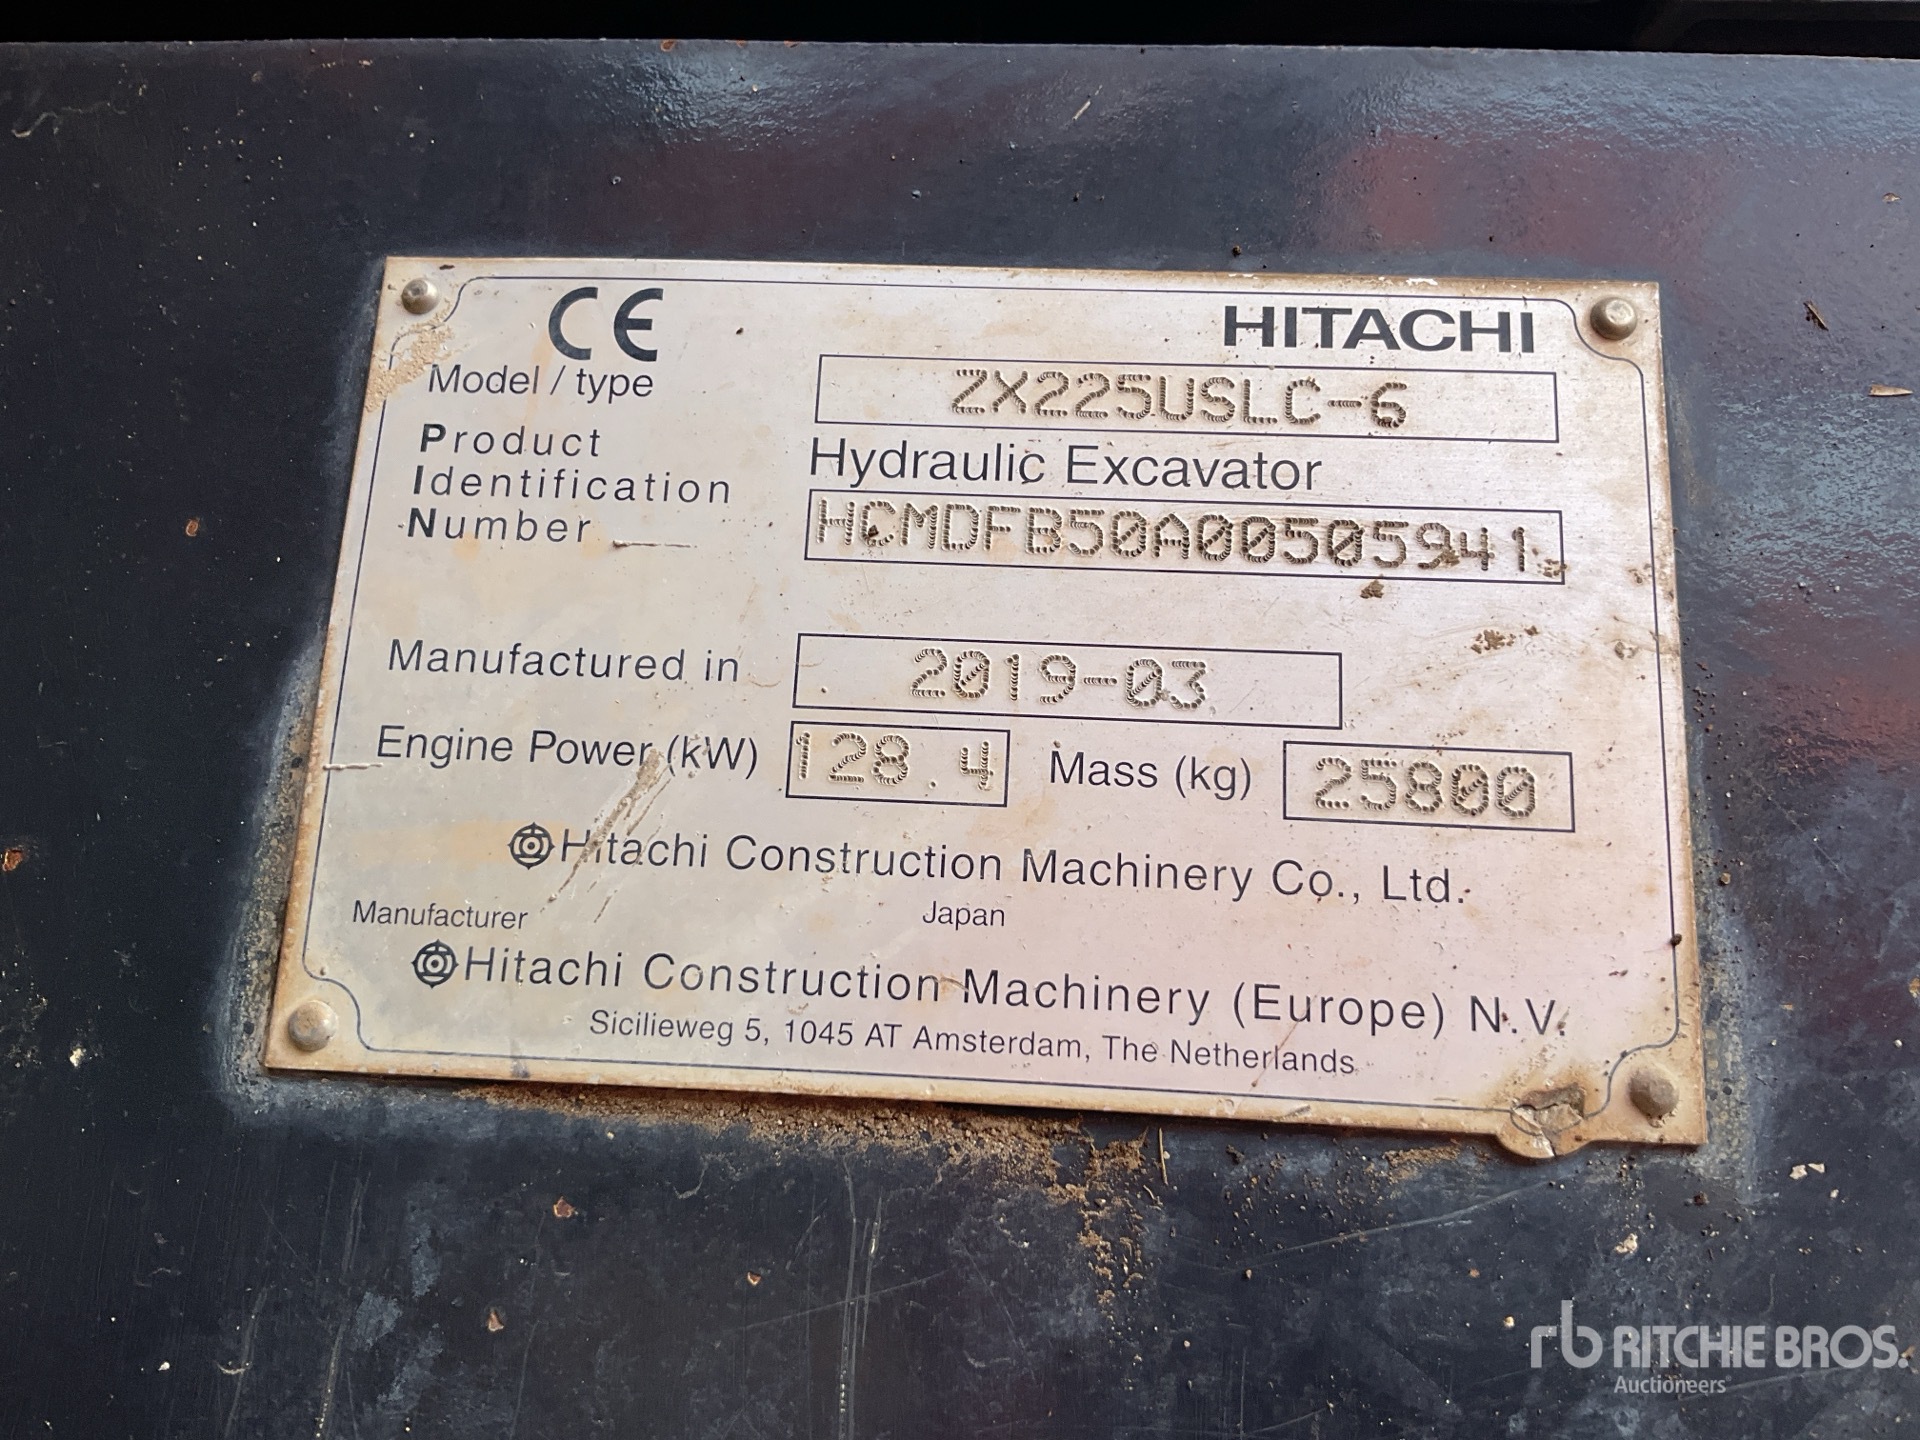 CE HITACHI
Model / type ZX225USLC-6
Product
Identification
Number
Hydraulic Excavator
HCMDFB50A00505941
Manufactured in 2019-03
Engine Power (kW) 128.4 Mass (kg) 25800
Hitachi Construction Machinery Co., Ltd.
Manufacturer Japan
Hitachi Construction Machinery (Europe) N.V.
Sicilieweg 5, 1045 AT Amsterdam, The Netherlands
rb RITCHIE BROS.
Auctioneers